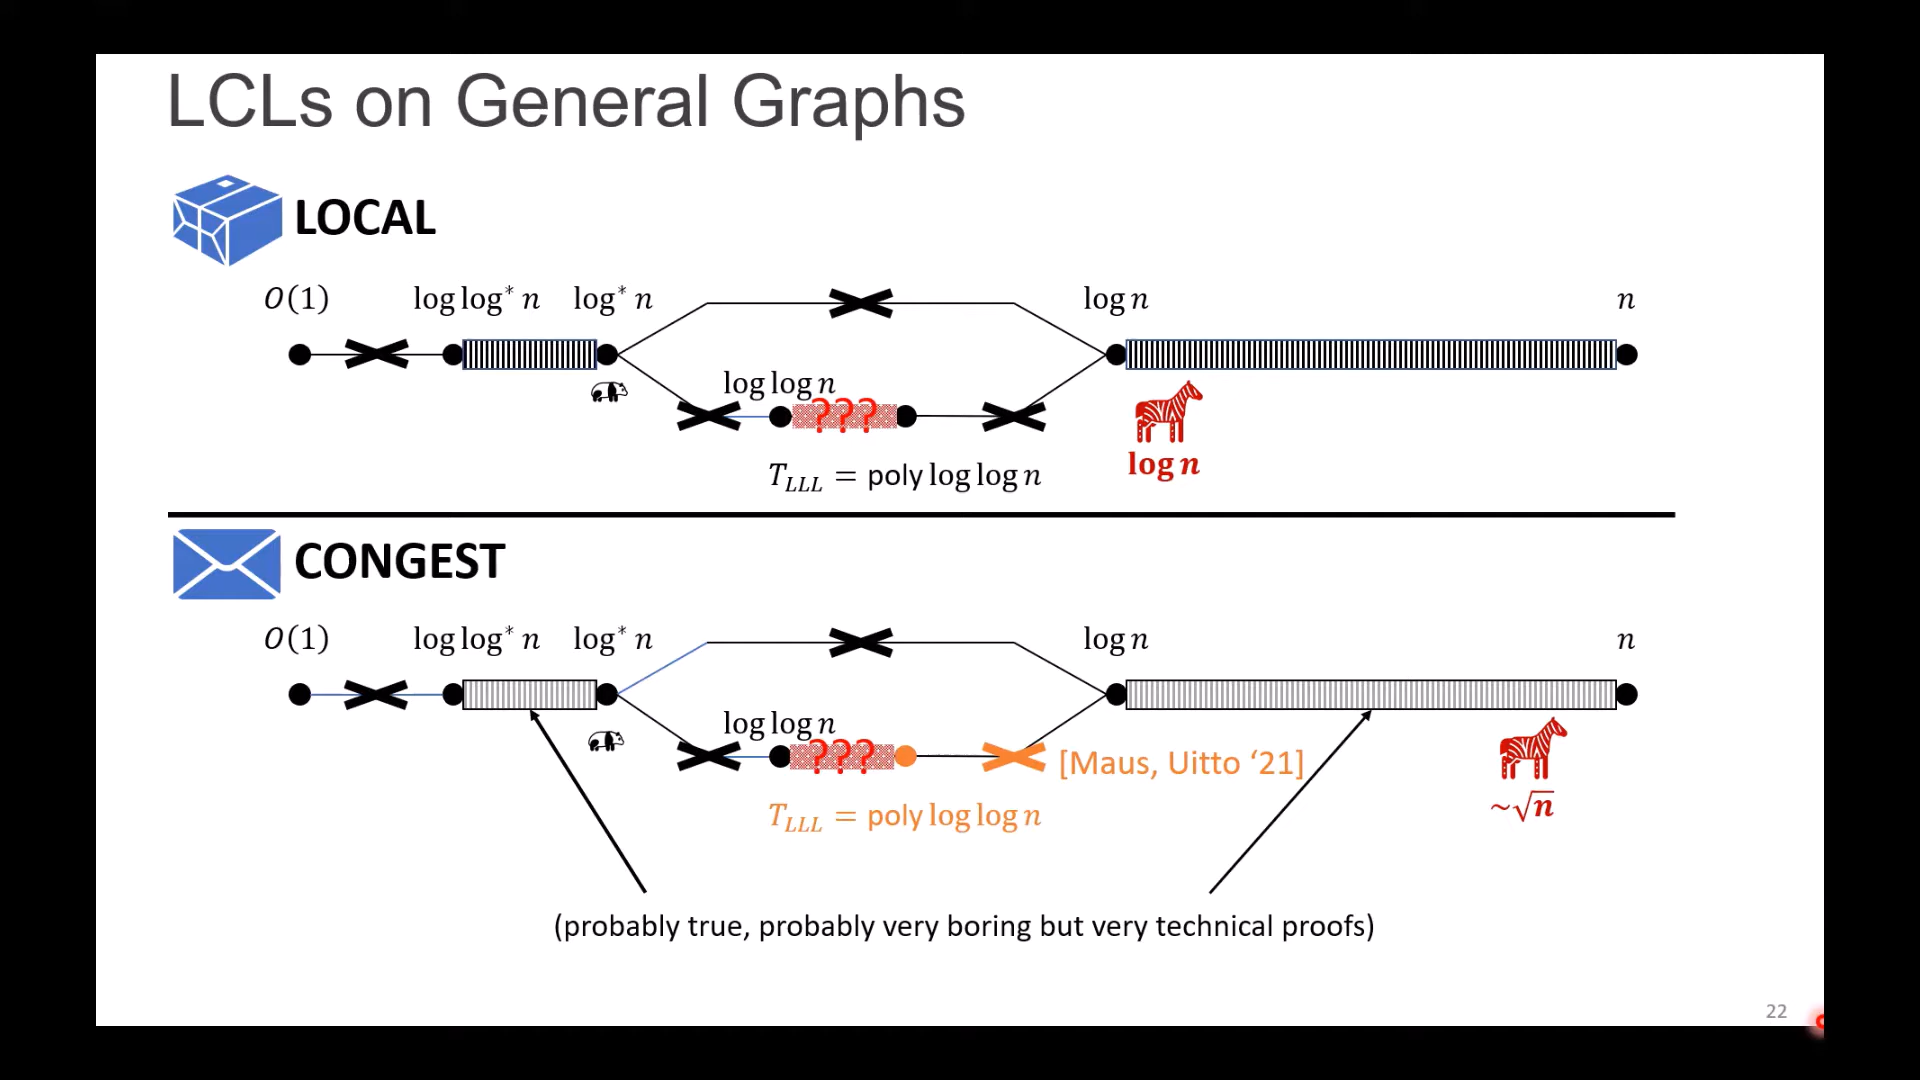 LCLs on General Graphs
LOCAL
O(1) log log* n log* n log n n
log log n
???
T_LLL = poly log log n
log n
CONGEST
O(1) log log* n log* n log n n
log log n
???
[Maus, Uitto ‘21]
T_LLL = poly log log n
~√n
(probably true, probably very boring but very technical proofs)
22